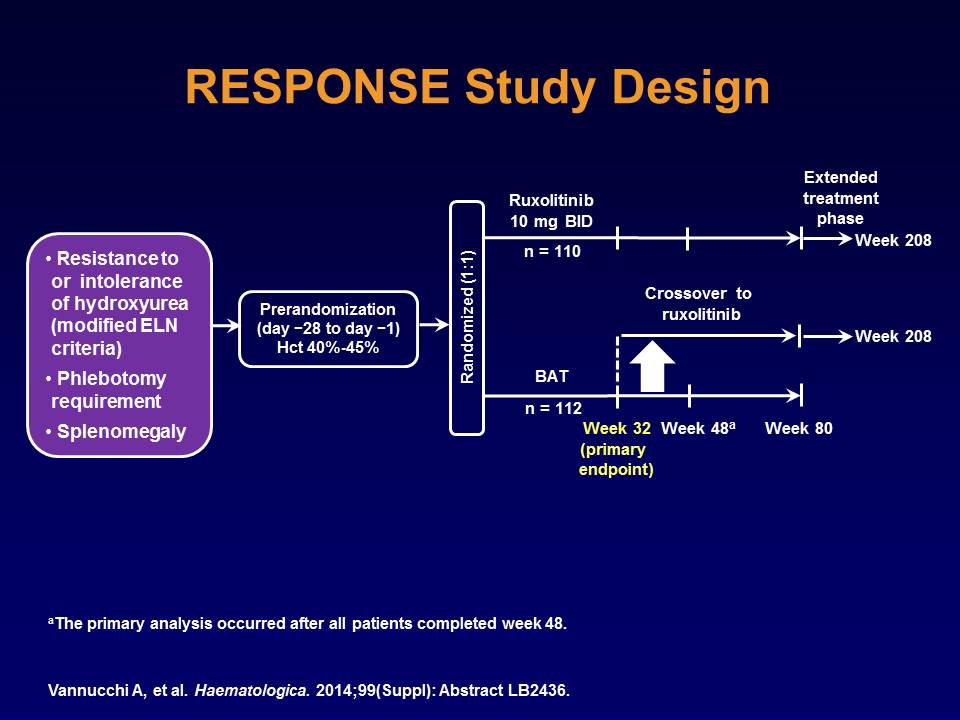 RESPONSE Study Design
• Resistance to
or intolerance
of hydroxyurea
(modified ELN
criteria)
• Phlebotomy
requirement
• Splenomegaly
Prerandomization
(day −28 to day −1)
Hct 40%-45%
Randomized (1:1)
Ruxolitinib
10 mg BID
n = 110
Extended
treatment
phase
Week 208
Crossover to
ruxolitinib
Week 208
BAT
n = 112
Week 32
(primary
endpoint)
Week 48ª
Week 80
ªThe primary analysis occurred after all patients completed week 48.
Vannucchi A, et al. Haematologica. 2014;99(Suppl): Abstract LB2436.